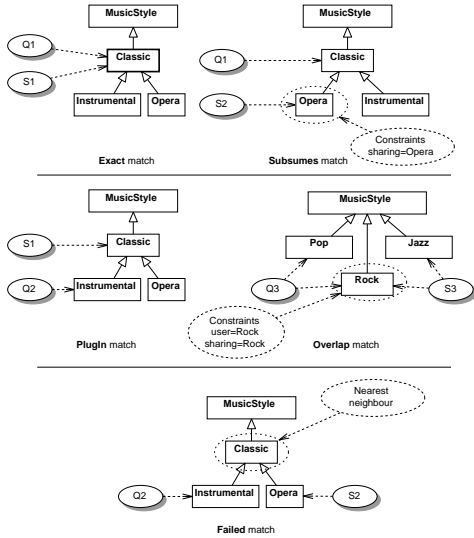 MusicStyle
Q1
Classic
S1
Instrumental
Opera
Exact match
MusicStyle
Q1
Classic
S2
Opera
Instrumental
Constraints
sharing=Opera
Subsumes match
MusicStyle
S1
Classic
Q2
Instrumental
Opera
PlugIn match
MusicStyle
Pop
Jazz
Q3
Rock
S3
Constraints
user=Rock
sharing=Rock
Overlap match
Nearest
neighbour
MusicStyle
Classic
Q2
Instrumental
Opera
S2
Failed match